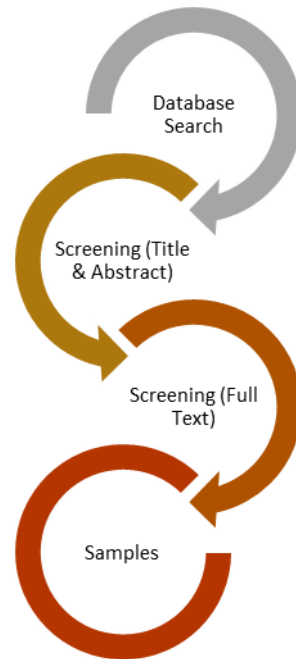 Database
Search
Screening (Title
& Abstract)
Screening (Full
Text)
Samples